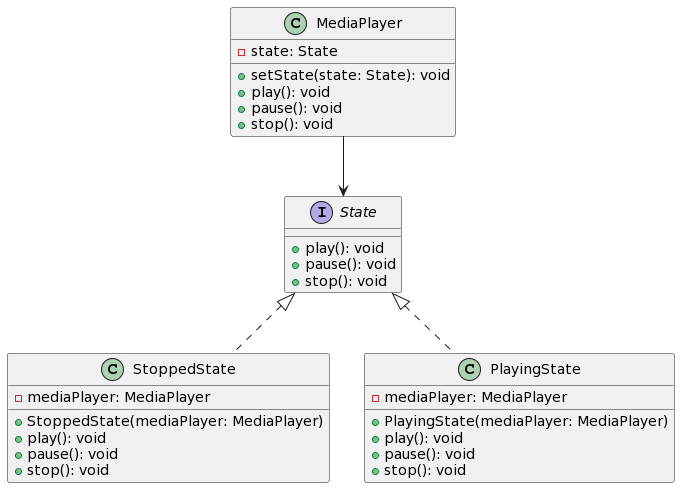 C MediaPlayer
state: State
setState(state: State): void
play(): void
pause(): void
stop(): void
I State
play(): void
pause(): void
stop(): void
C StoppedState
mediaPlayer: MediaPlayer
StoppedState(mediaPlayer: MediaPlayer)
play(): void
pause(): void
stop(): void
C PlayingState
mediaPlayer: MediaPlayer
PlayingState(mediaPlayer: MediaPlayer)
play(): void
pause(): void
stop(): void